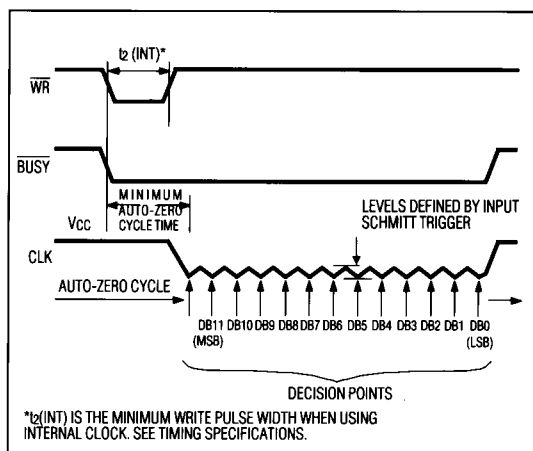 t2 (INT)*
WR
BUSY
MINIMUM
AUTO-ZERO
CYCLE TIME
LEVELS DEFINED BY INPUT
SCHMITT TRIGGER
VCC
CLK
AUTO-ZERO CYCLE
DB11 DB10 DB9 DB8 DB7 DB6 DB5 DB4 DB3 DB2 DB1 DB0
(MSB) (LSB)
DECISION POINTS
*t2(INT) IS THE MINIMUM WRITE PULSE WIDTH WHEN USING
INTERNAL CLOCK. SEE TIMING SPECIFICATIONS.